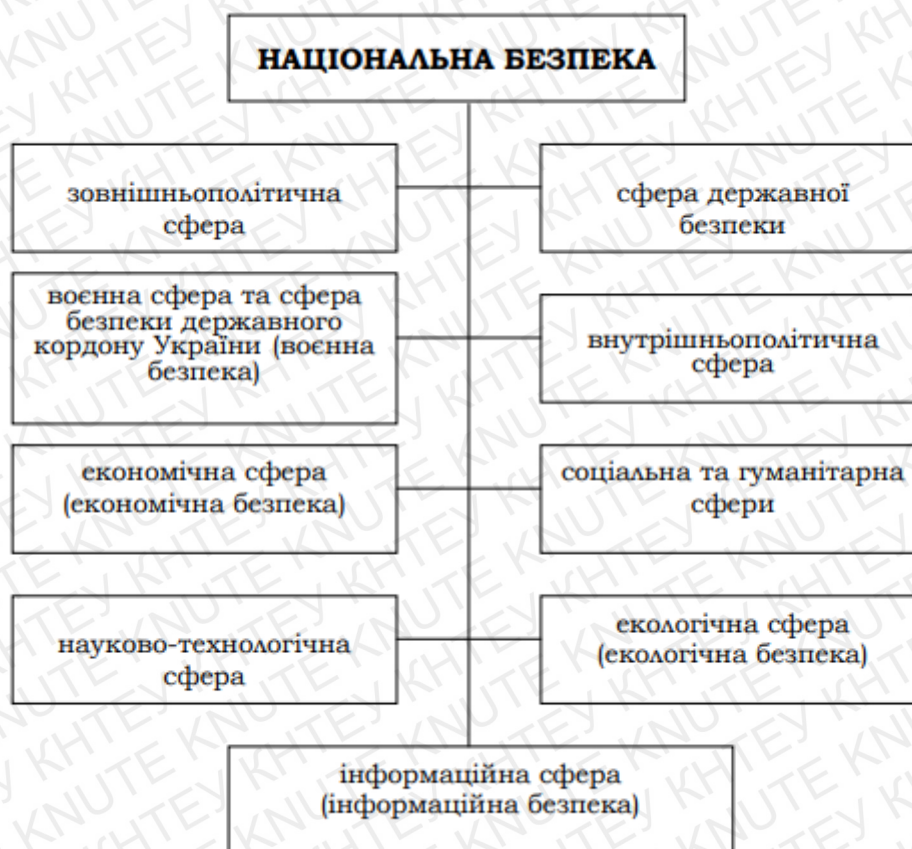 НАЦІОНАЛЬНА БЕЗПЕКА
зовнішньополітична
сфера
сфера державної
безпеки
воєнна сфера та сфера
безпеки державного
кордону України (воєнна
безпека)
внутрішньополітична
сфера
економічна сфера
(економічна безпека)
соціальна та гуманітарна
сфери
науково-технологічна
сфера
екологічна сфера
(екологічна безпека)
інформаційна сфера
(інформаційна безпека)